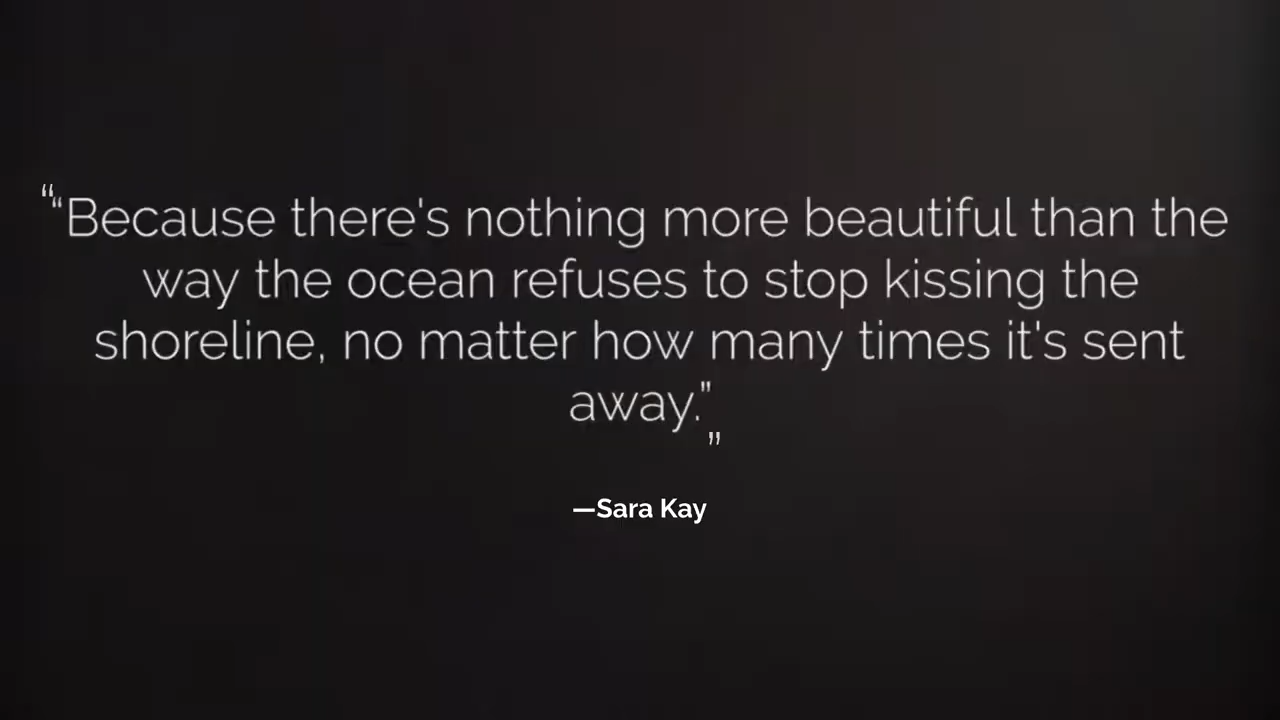 ““Because there's nothing more beautiful than the
way the ocean refuses to stop kissing the
shoreline, no matter how many times it's sent
away.”
”
—Sara Kay